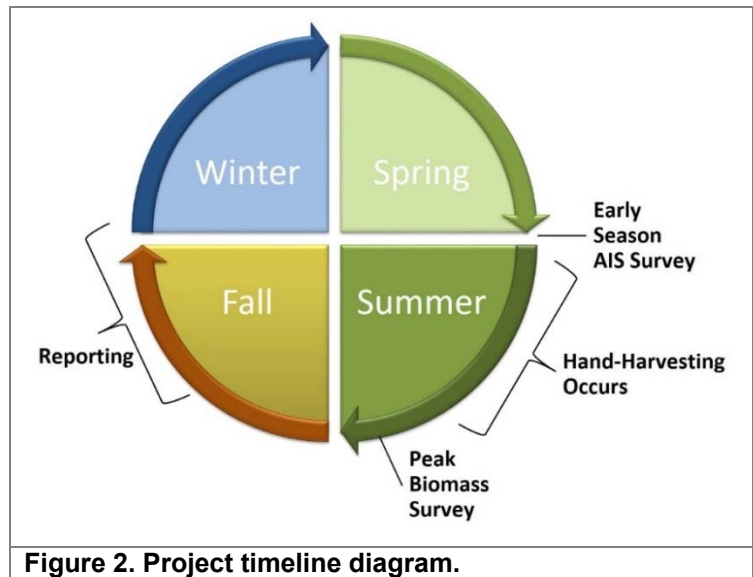 Winter
Spring
Early
Season
AIS Survey
Fall
Summer
Reporting
Hand-Harvesting
Occurs
Peak
Biomass
Survey
Figure 2. Project timeline diagram.